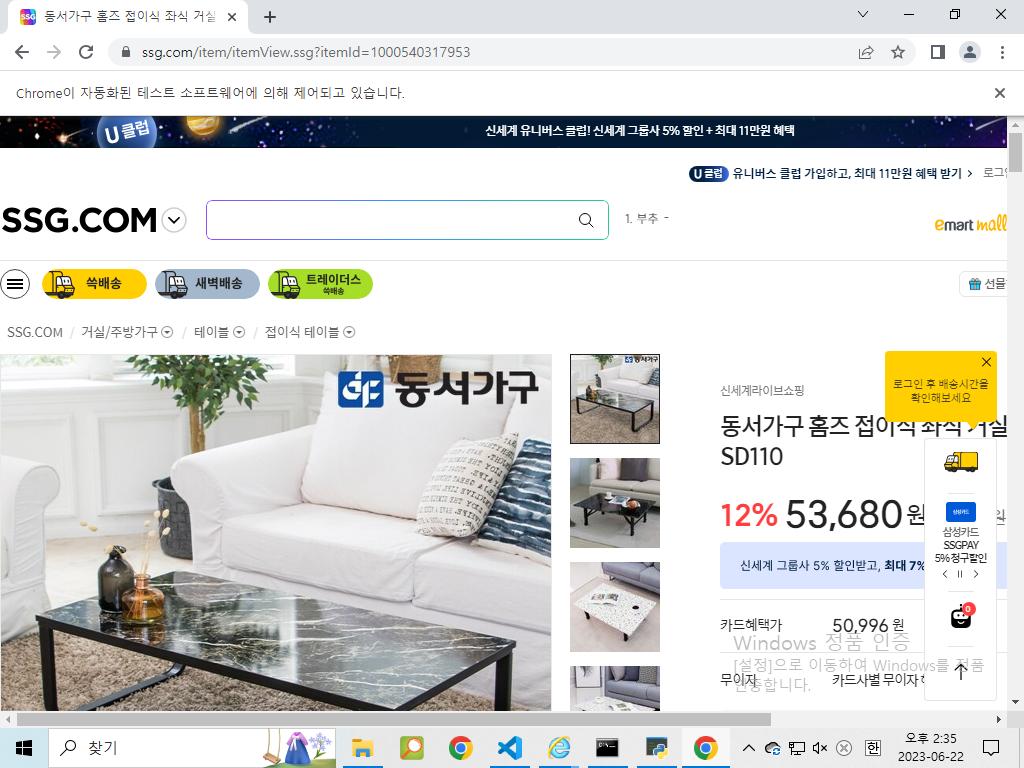 동서가구 홈즈 접이식 좌식 거실
ssg.com/item/itemView.ssg?itemId=1000540317953
Chrome이 자동화된 테스트 소프트웨어에 의해 제어되고 있습니다.
U 클럽
신세계 유니버스 클럽! 신세계 그룹사 5% 할인 + 최대 11만원 혜택
U 클럽 유니버스 클럽 가입하고, 최대 11만원 혜택 받기 > 로그인
SSG.COM
1. 부추 -
emart mall
쓱배송
새벽배송
트레이더스
쓱배송
선물
SSG.COM / 거실/주방가구 / 테이블 / 접이식 테이블
동서가구
동서가구
신세계라이브쇼핑
로그인 후 배송시간을
확인해보세요
동서가구 홈즈 접이식 좌식 거실
SD110
12% 53,680원
신세계 그룹사 5% 할인받고, 최대 7%
삼성카드
삼성카드
SSGPAY
5% 청구할인
0
카드혜택가 50,996 원
Windows 정품 인증
[설정]으로 이동하여 Windows를 정품
인증합니다.
무이자 카드사별 무이자
찾기
한
오후 2:35
2023-06-22